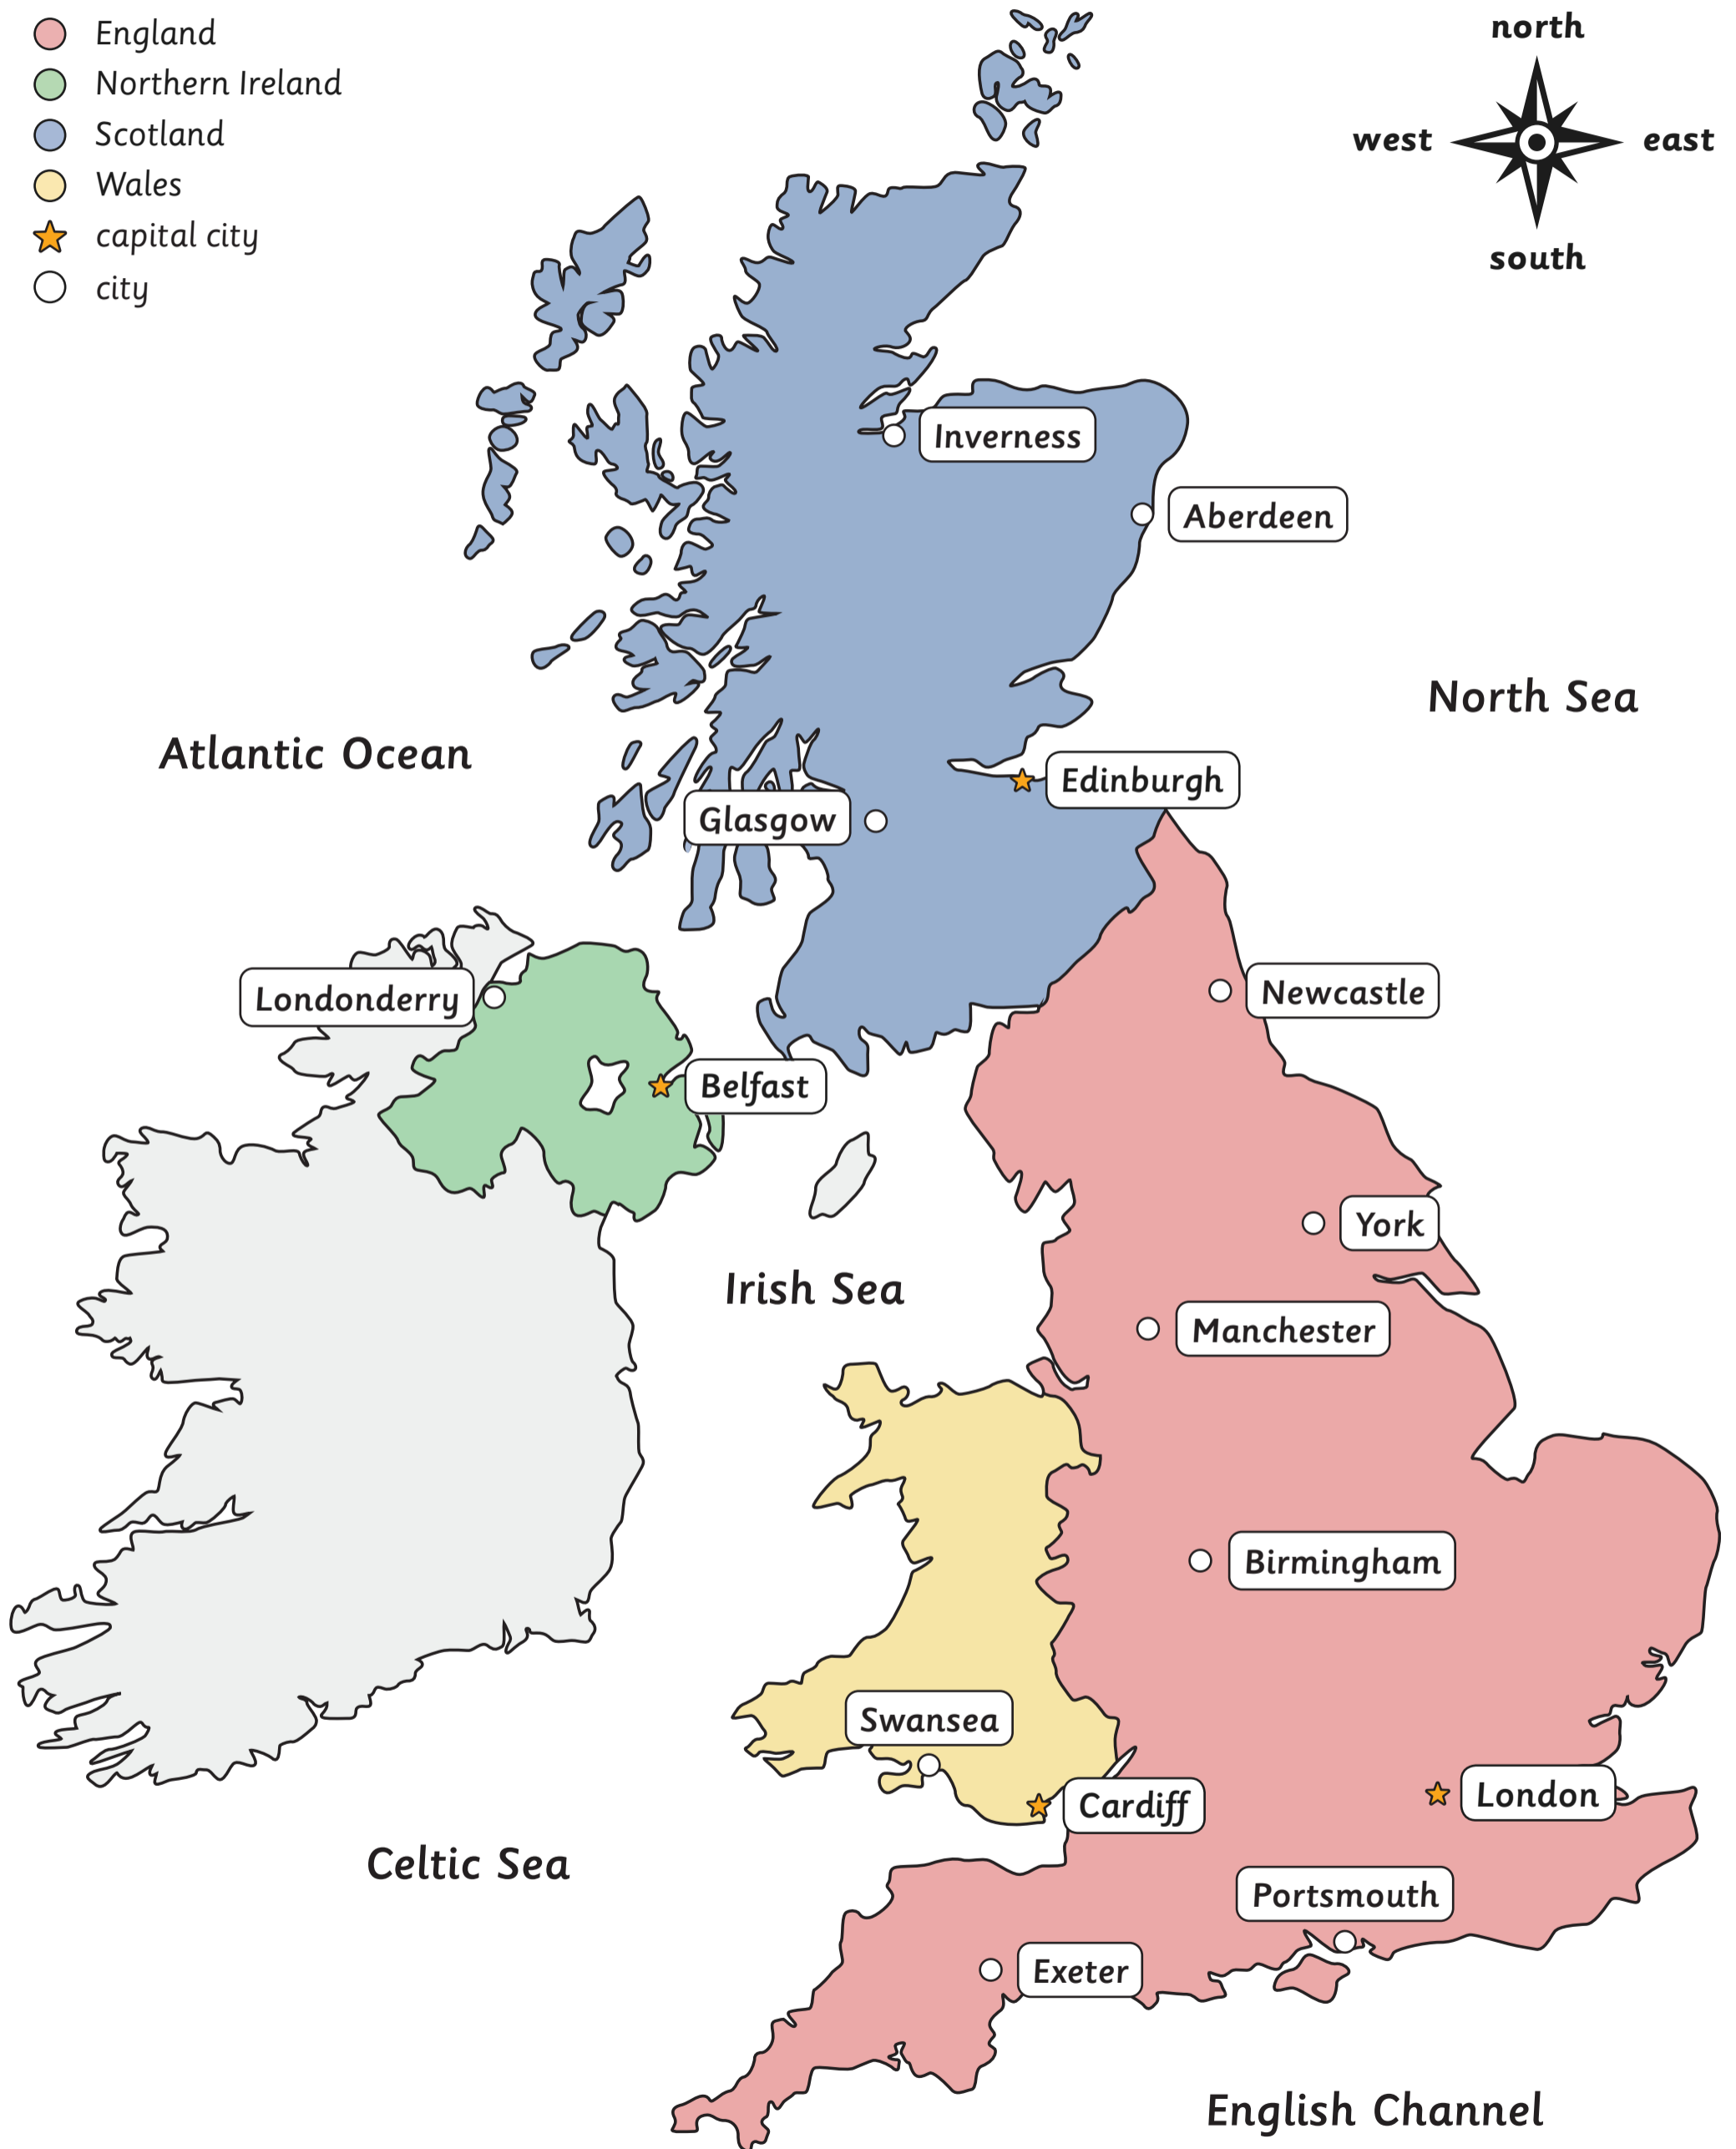 England
Northern Ireland
Scotland
Wales
capital city
city
north
west
east
south
Inverness
Aberdeen
North Sea
Atlantic Ocean
Edinburgh
Glasgow
Londonderry
Newcastle
Belfast
York
Irish Sea
Manchester
Birmingham
Swansea
London
Cardiff
Celtic Sea
Portsmouth
Exeter
English Channel